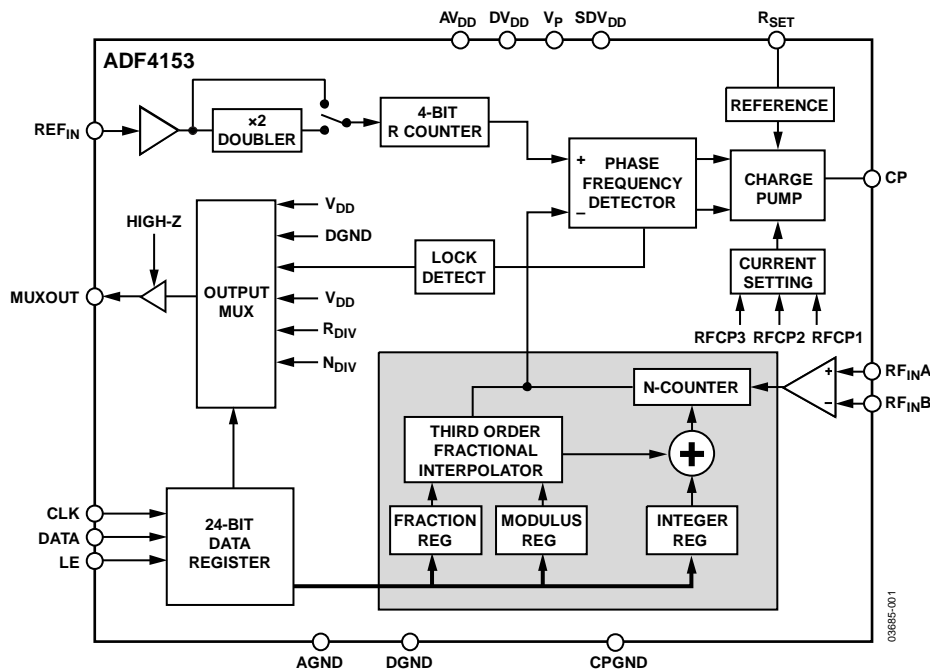 AVDD DVDD VP SDVDD RSET
ADF4153
REFIN
×2
DOUBLER
4-BIT
R COUNTER
REFERENCE
+
–
PHASE
FREQUENCY
DETECTOR
CHARGE
PUMP
CP
HIGH-Z
MUXOUT
OUTPUT
MUX
VDD
DGND
LOCK
DETECT
VDD
RDIV
NDIV
CURRENT
SETTING
RFCP3 RFCP2 RFCP1
N-COUNTER
+
–
RFINA
RFINB
THIRD ORDER
FRACTIONAL
INTERPOLATOR
+
CLK
DATA
LE
24-BIT
DATA
REGISTER
FRACTION
REG
MODULUS
REG
INTEGER
REG
AGND DGND CPGND
03685-001